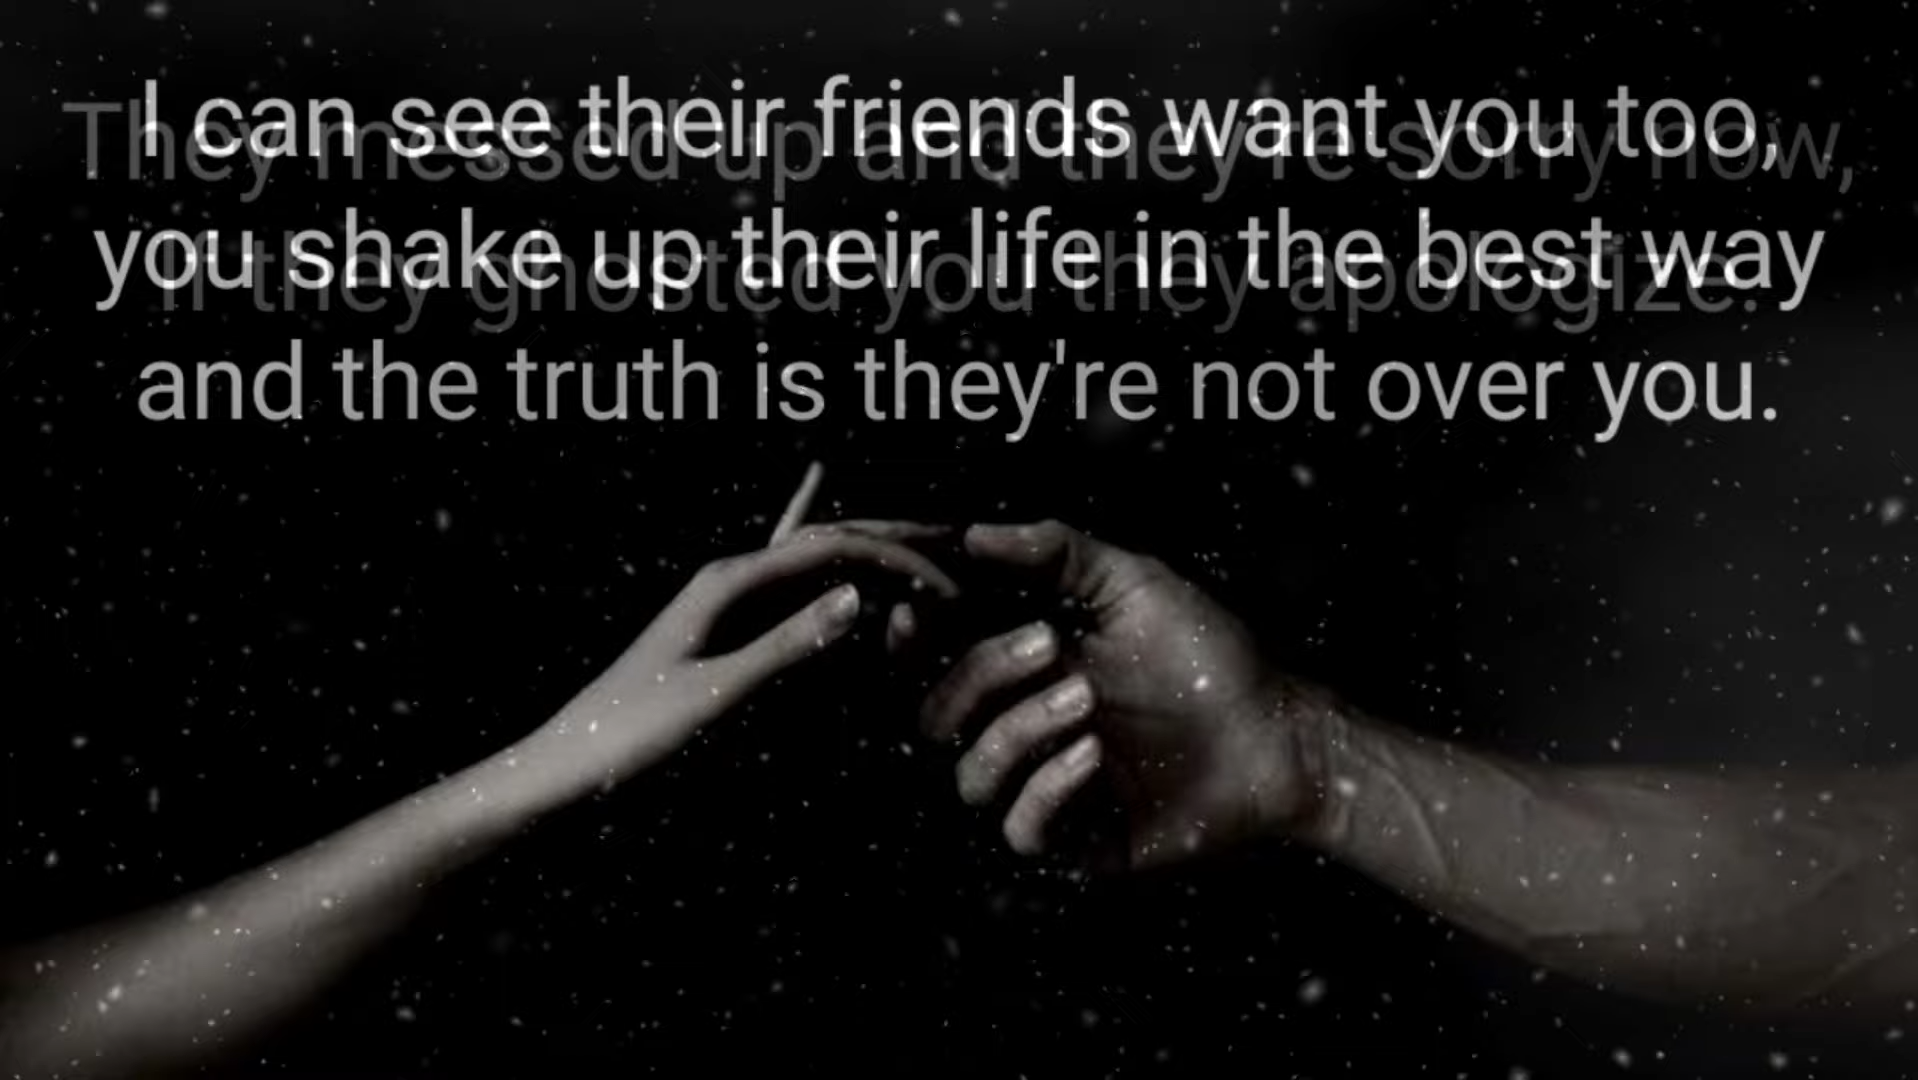 I can see their friends want you too,
you shake up their life in the best way
and the truth is they're not over you.
They messed up and they're sorry now,
If they ghosted you they apologize.